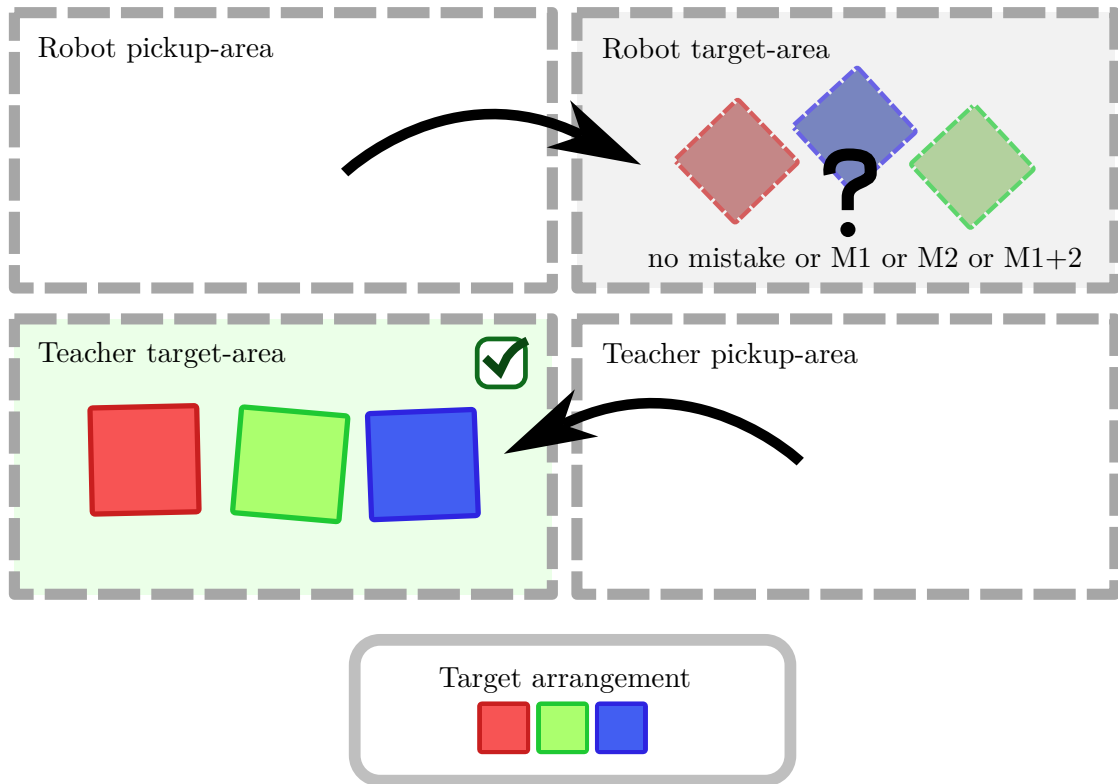 Robot pickup-area
Robot target-area
?
no mistake or M1 or M2 or M1+2
Teacher target-area
Teacher pickup-area
Target arrangement